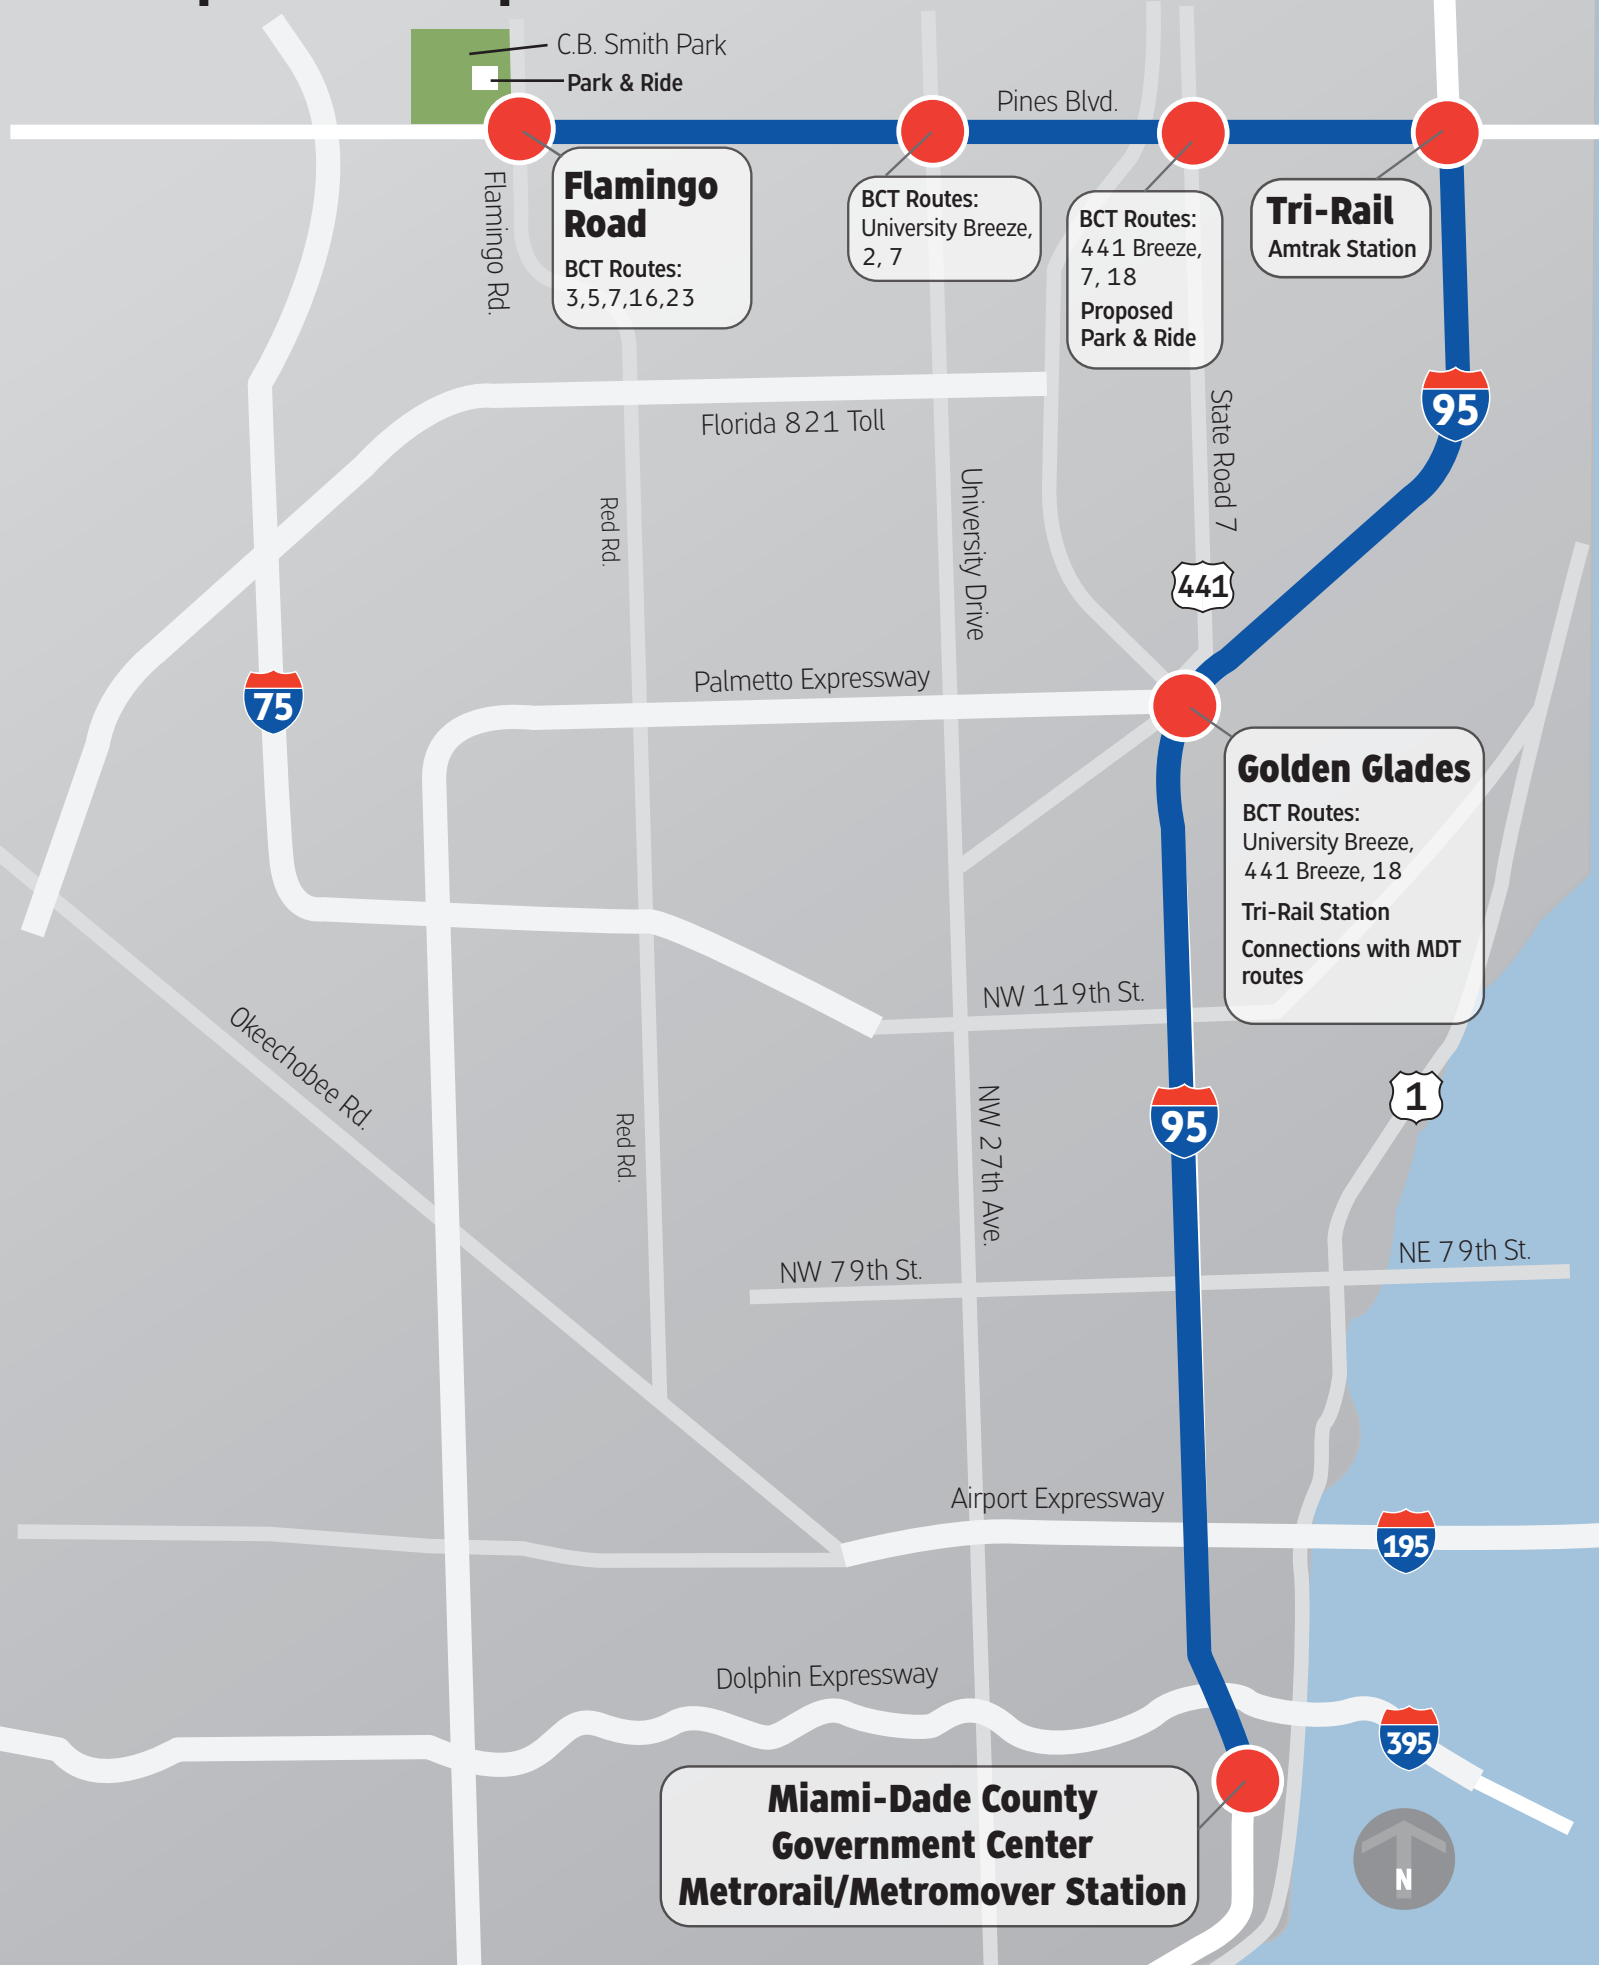 C.B. Smith Park
Park & Ride
Pines Blvd.
Flamingo Rd.
Flamingo
Road
BCT Routes:
3,5,7,16,23
BCT Routes:
University Breeze,
2, 7
BCT Routes:
441 Breeze,
7, 18
Proposed
Park & Ride
Tri-Rail
Amtrak Station
95
Florida 821 Toll
State Road 7
Red Rd.
University Drive
441
75
Palmetto Expressway
Golden Glades
BCT Routes:
University Breeze,
441 Breeze, 18
Tri-Rail Station
Connections with MDT
routes
NW 119th St.
Okeechobee Rd.
Red Rd.
NW 27th Ave.
95
1
NW 79th St.
NE 79th St.
Airport Expressway
195
Dolphin Expressway
395
Miami-Dade County
Government Center
Metrorail/Metromover Station
N